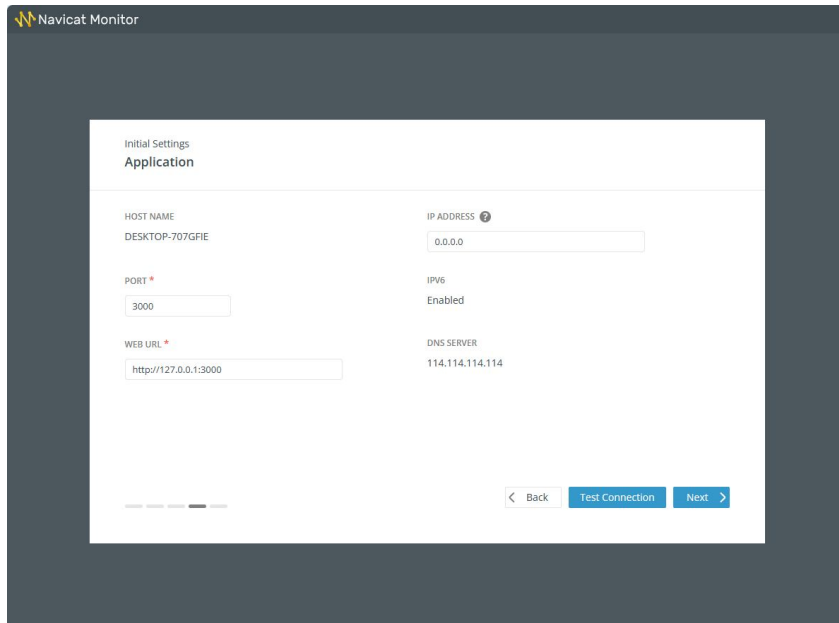 Navicat Monitor
Initial Settings
Application
HOST NAME
DESKTOP-707GFIE
IP ADDRESS ?
0.0.0.0
PORT *
3000
IPV6
Enabled
WEB URL *
http://127.0.0.1:3000
DNS SERVER
114.114.114.114
Back
Test Connection
Next